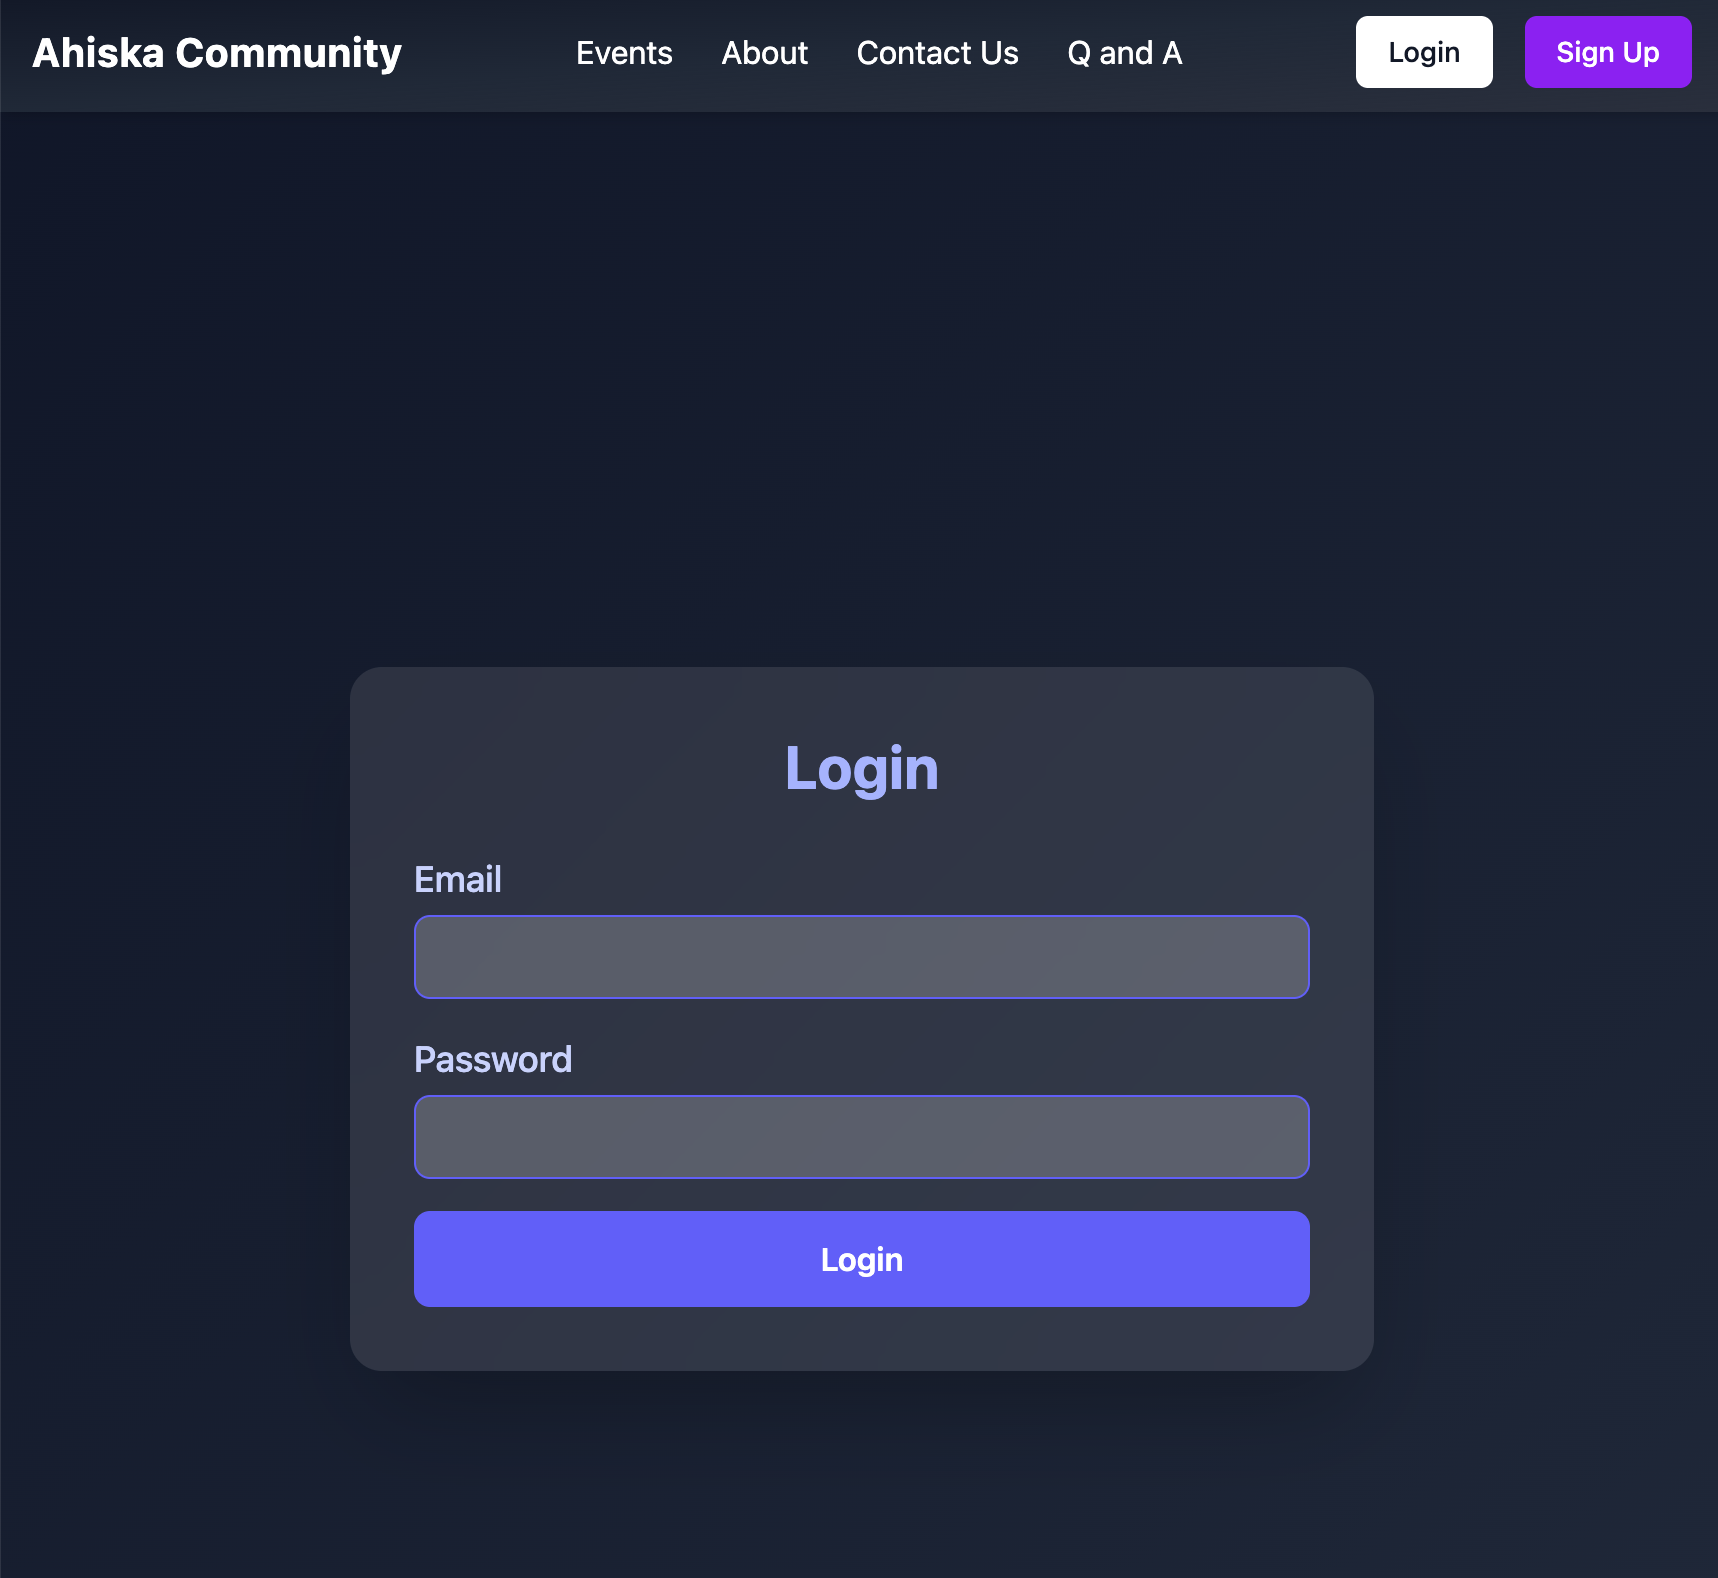 Ahiska Community
Events
About
Contact Us
Q and A
Login
Sign Up
Login
Email
Password
Login